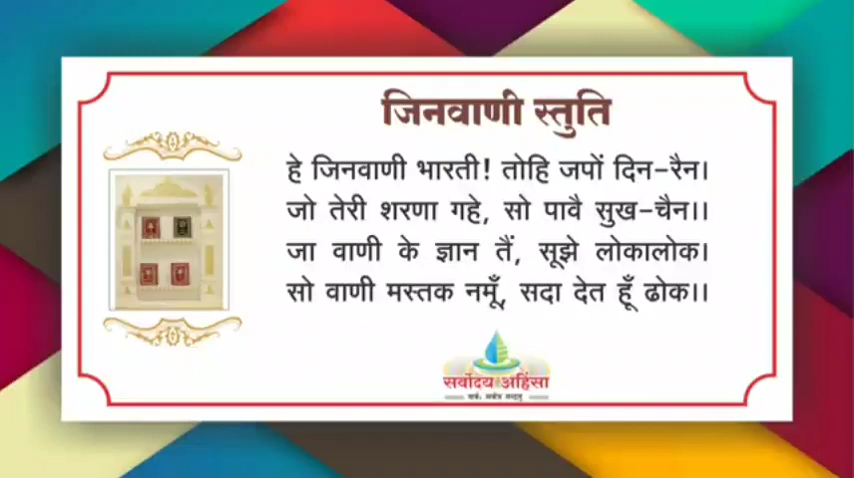 जिनवाणी स्तुति
हे जिनवाणी भारती! तोहि जपों दिन-रैन।
जो तेरी शरणा गहे, सो पावै सुख-चैन।।
जा वाणी के ज्ञान तैं, सूझे लोकालोक।
सो वाणी मस्तक नमूँ, सदा देत हूँ ढोक।।
सर्वोदय अहिंसा